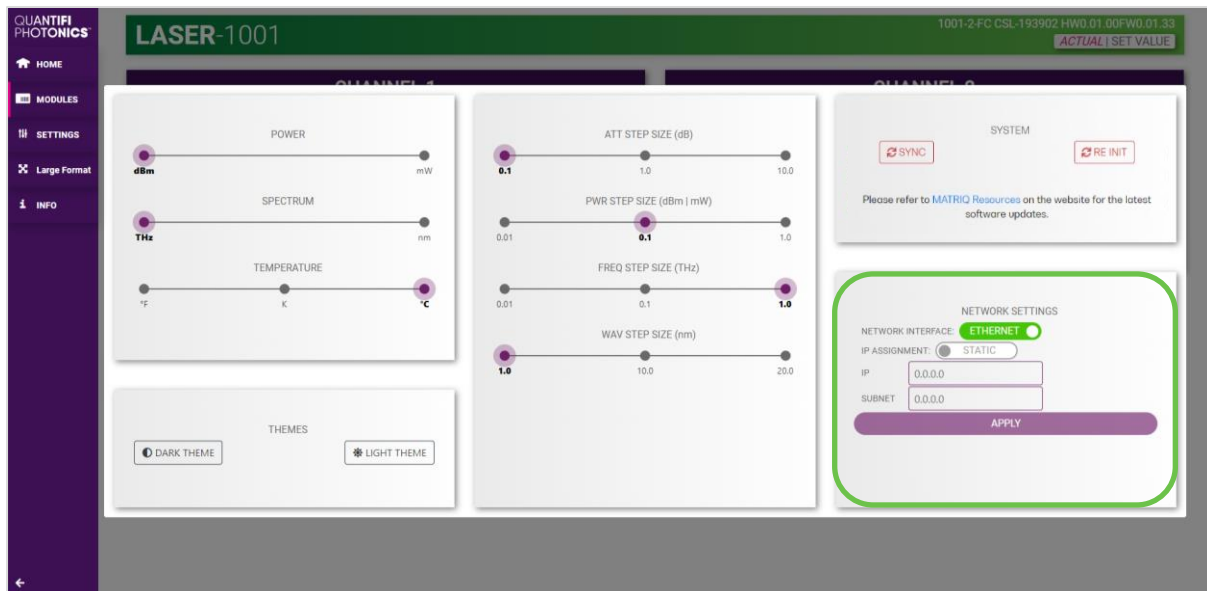 QUANTIFI
PHOTONICS™
HOME
MODULES
SETTINGS
Large Format
INFO
LASER-1001
1001-2-FC CSL-193902 HW0.01.00FW0.01.33
ACTUAL | SET VALUE
POWER
dBm
mW
SPECTRUM
THz
nm
TEMPERATURE
°F
K
°C
THEMES
DARK THEME
LIGHT THEME
ATT STEP SIZE (dB)
0.1
1.0
10.0
PWR STEP SIZE (dBm | mW)
0.01
0.1
1.0
FREQ STEP SIZE (THz)
0.01
0.1
1.0
WAV STEP SIZE (nm)
1.0
10.0
20.0
SYSTEM
SYNC
RE INIT
Please refer to MATRIQ Resources on the website for the latest
software updates.
NETWORK SETTINGS
NETWORK INTERFACE: ETHERNET
IP ASSIGNMENT: STATIC
IP 0.0.0.0
SUBNET 0.0.0.0
APPLY